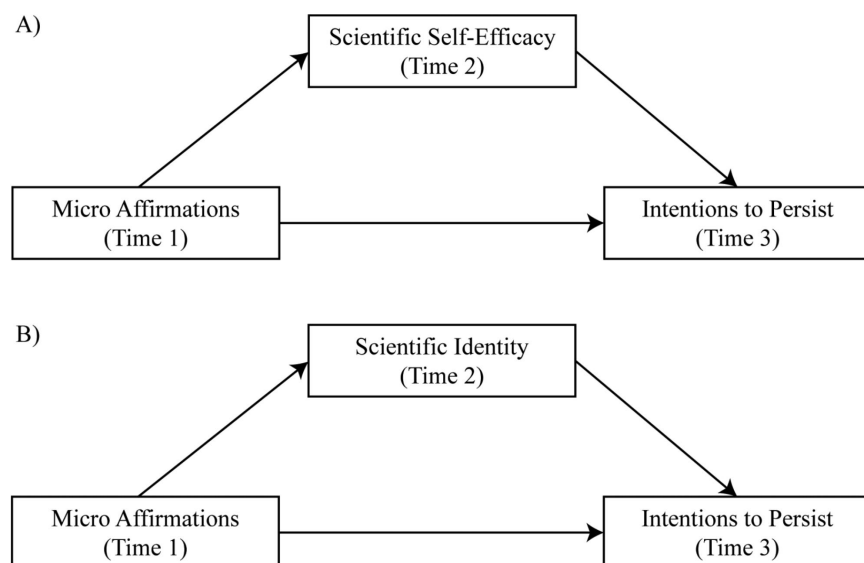 A)
Scientific Self-Efficacy
(Time 2)
Micro Affirmations
(Time 1)
Intentions to Persist
(Time 3)
B)
Scientific Identity
(Time 2)
Micro Affirmations
(Time 1)
Intentions to Persist
(Time 3)